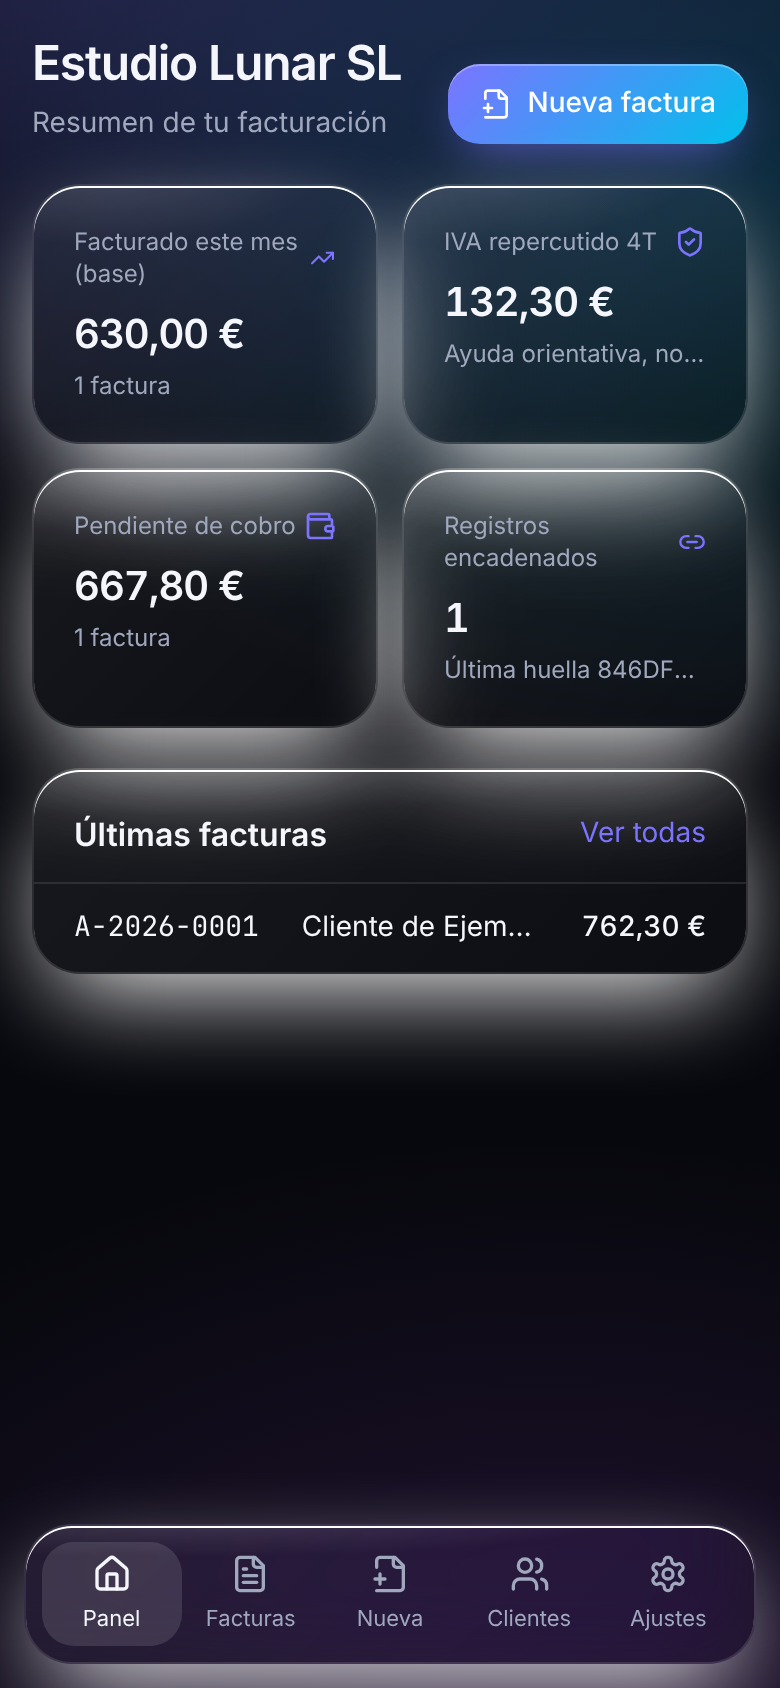 Estudio Lunar SL
Resumen de tu facturación
Nueva factura
Facturado este mes
(base)
630,00 €
1 factura
IVA repercutido 4T
132,30 €
Ayuda orientativa, no...
Pendiente de cobro
667,80 €
1 factura
Registros
encadenados
1
Última huella 846DF...
Últimas facturas
Ver todas
A-2026-0001 Cliente de Ejem... 762,30 €
Panel
Facturas
Nueva
Clientes
Ajustes